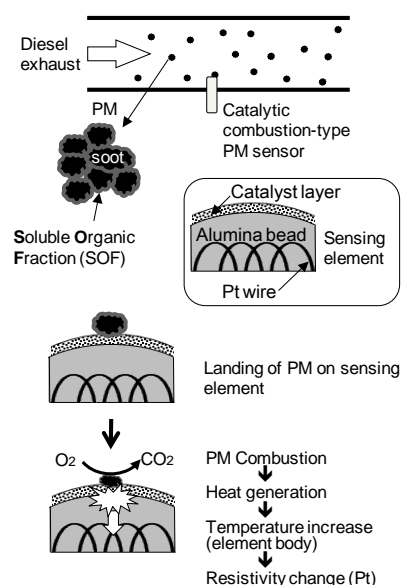 Diesel
exhaust
PM
soot
Soluble Organic
Fraction (SOF)
Catalytic
combustion-type
PM sensor
Catalyst layer
Alumina bead
Sensing
element
Pt wire
Landing of PM on sensing
element
O2
CO2
PM Combustion
Heat generation
Temperature increase
(element body)
Resistivity change (Pt)